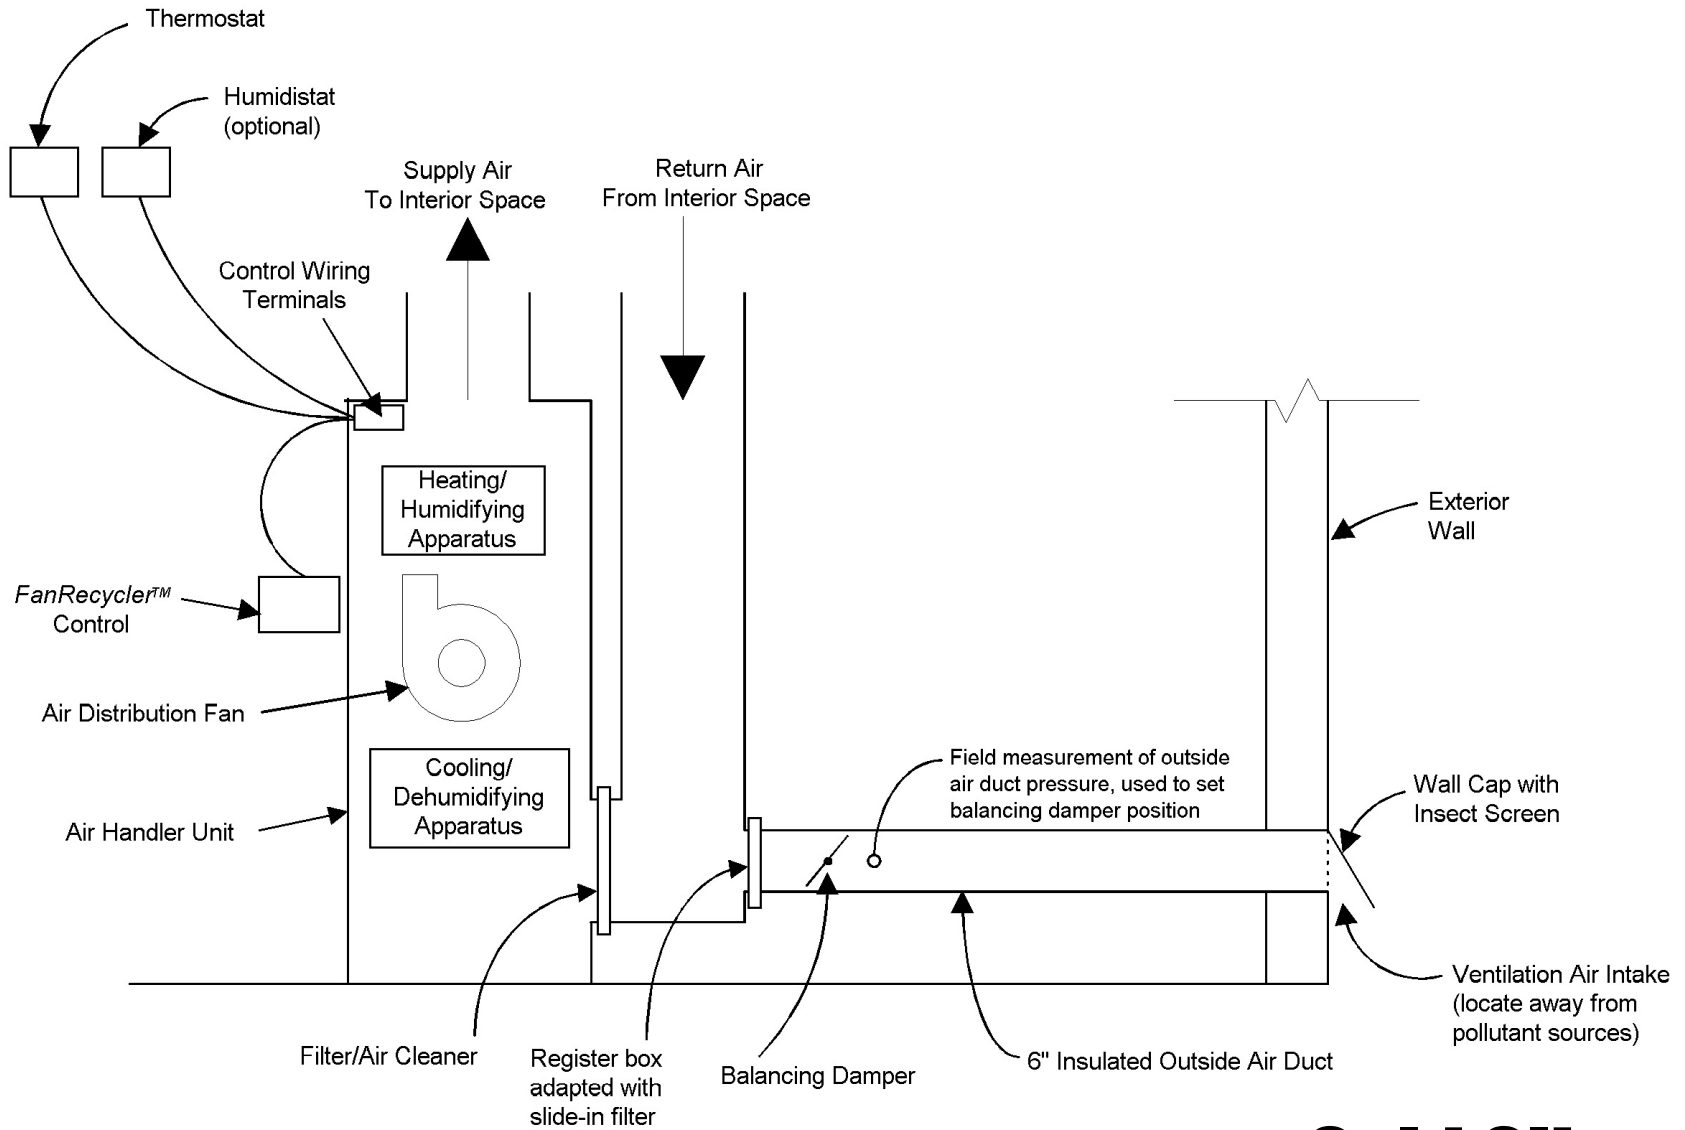 Thermostat
Humidistat
(optional)
Supply Air
To Interior Space
Return Air
From Interior Space
Control Wiring
Terminals
Heating/
Humidifying
Apparatus
Exterior
Wall
FanRecycler™
Control
Air Distribution Fan
Cooling/
Dehumidifying
Apparatus
Field measurement of outside
air duct pressure, used to set
balancing damper position
Wall Cap with
Insect Screen
Air Handler Unit
Ventilation Air Intake
(locate away from
pollutant sources)
Filter/Air Cleaner
Register box
adapted with
slide-in filter
Balancing Damper
6" Insulated Outside Air Duct